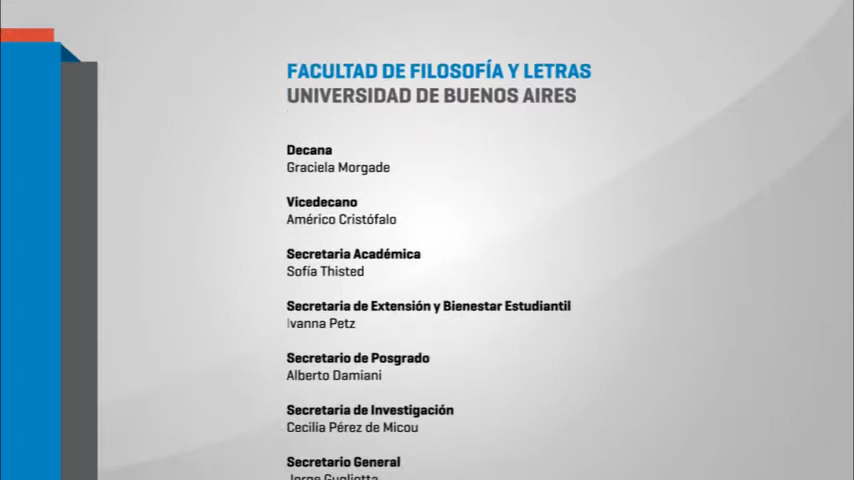 FACULTAD DE FILOSOFÍA Y LETRAS
UNIVERSIDAD DE BUENOS AIRES
Decana
Graciela Morgade
Vicedecano
Américo Cristófalo
Secretaria Académica
Sofía Thisted
Secretaria de Extensión y Bienestar Estudiantil
Ivanna Petz
Secretario de Posgrado
Alberto Damiani
Secretaria de Investigación
Cecilia Pérez de Micou
Secretario General
Jorge Gugliotta